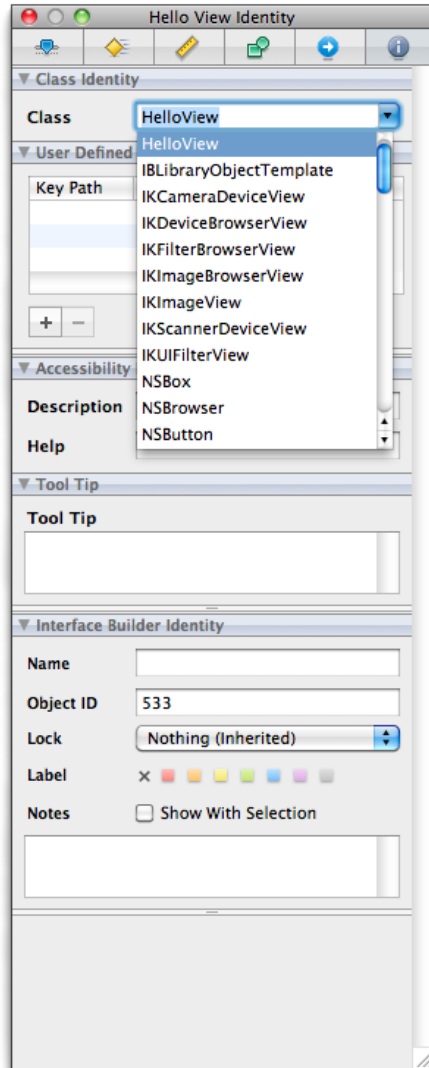 Hello View Identity
Class Identity
Class HelloView
HelloView
IBLibraryObjectTemplate
IKCameraDeviceView
IKDeviceBrowserView
IKFilterBrowserView
IKImageBrowserView
IKImageView
IKScannerDeviceView
IKUIFilterView
NSBox
NSBrowser
NSButton
User Defined
Key Path
+ −
Accessibility
Description
Help
Tool Tip
Tool Tip
Interface Builder Identity
Name
Object ID 533
Lock Nothing (Inherited)
Label ×
Notes Show With Selection